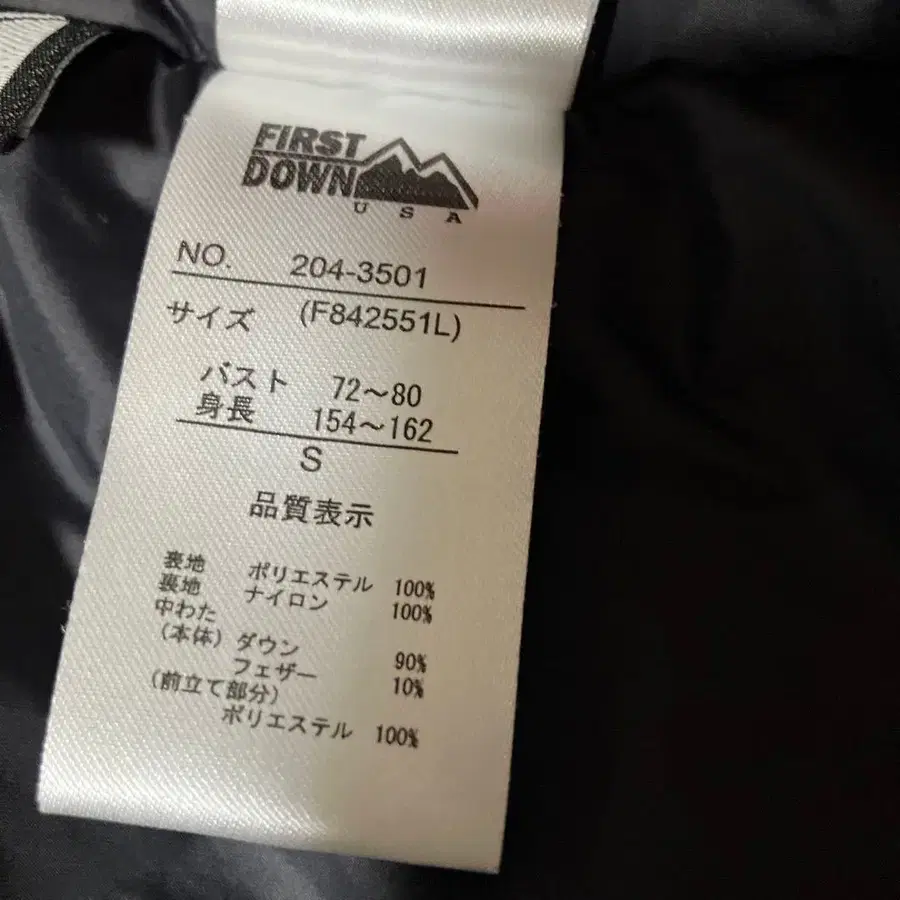 FIRST
DOWN
USA
NO. 204-3501
サイズ (F842551L)
バスト 72～80
身長 154～162
S
品質表示
表地 ポリエステル 100%
裏地 ナイロン 100%
中わた
(本体) ダウン 90%
フェザー 10%
(前立て部分)
ポリエステル 100%